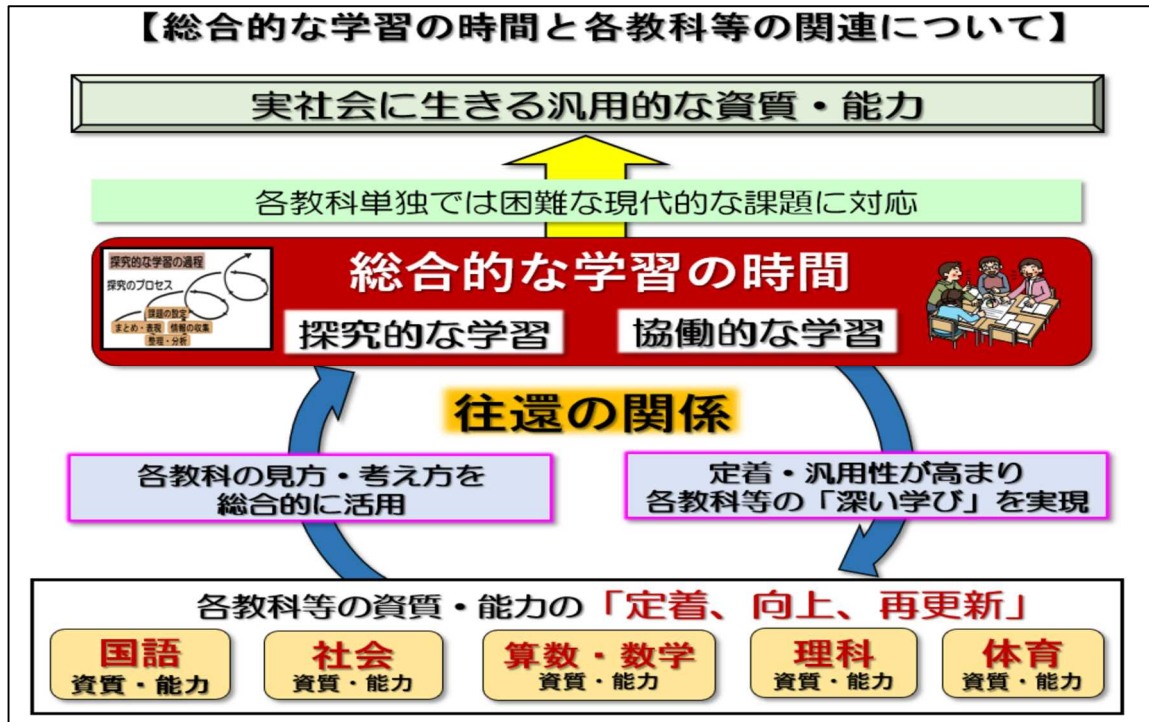 【総合的な学習の時間と各教科等の関連について】
実社会に生きる汎用的な資質・能力
各教科単独では困難な現代的な課題に対応
探究的な学習の過程
探究のプロセス
課題の設定
まとめ・表現 情報の収集
整理・分析
総合的な学習の時間
探究的な学習
協働的な学習
往還の関係
各教科の見方・考え方を
総合的に活用
定着・汎用性が高まり
各教科等の「深い学び」を実現
各教科等の資質・能力の「定着、向上、再更新」
国語
資質・能力
社会
資質・能力
算数・数学
資質・能力
理科
資質・能力
体育
資質・能力